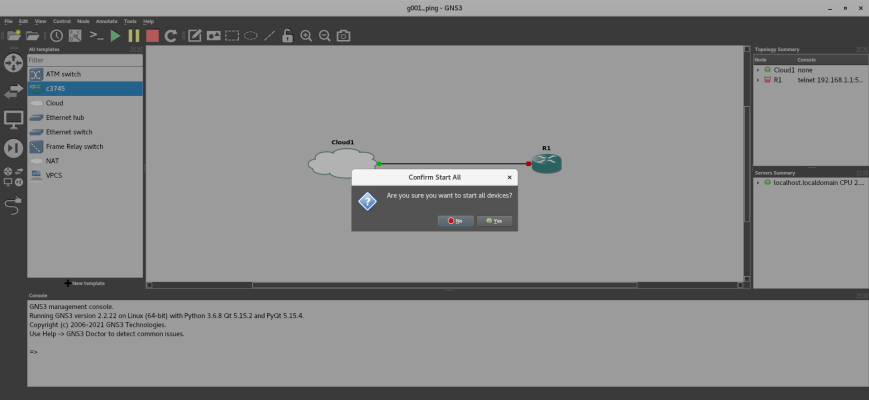 g001_ping - GNS3
File Edit View Control Node Annotate Tools Help
All templates
Filter
ATM switch
c3745
Cloud
Ethernet hub
Ethernet switch
Frame Relay switch
NAT
VPCS
New template
Cloud1
R1
Confirm Start All
Are you sure you want to start all devices?
No
Yes
Topology Summary
Node Console
Cloud1 none
R1 telnet 192.168.1.1:5...
Servers Summary
localhost.localdomain CPU 2...
Console
GNS3 management console.
Running GNS3 version 2.2.22 on Linux (64-bit) with Python 3.6.8 Qt 5.15.2 and PyQt 5.15.4.
Copyright (c) 2006-2021 GNS3 Technologies.
Use Help -> GNS3 Doctor to detect common issues.
=>